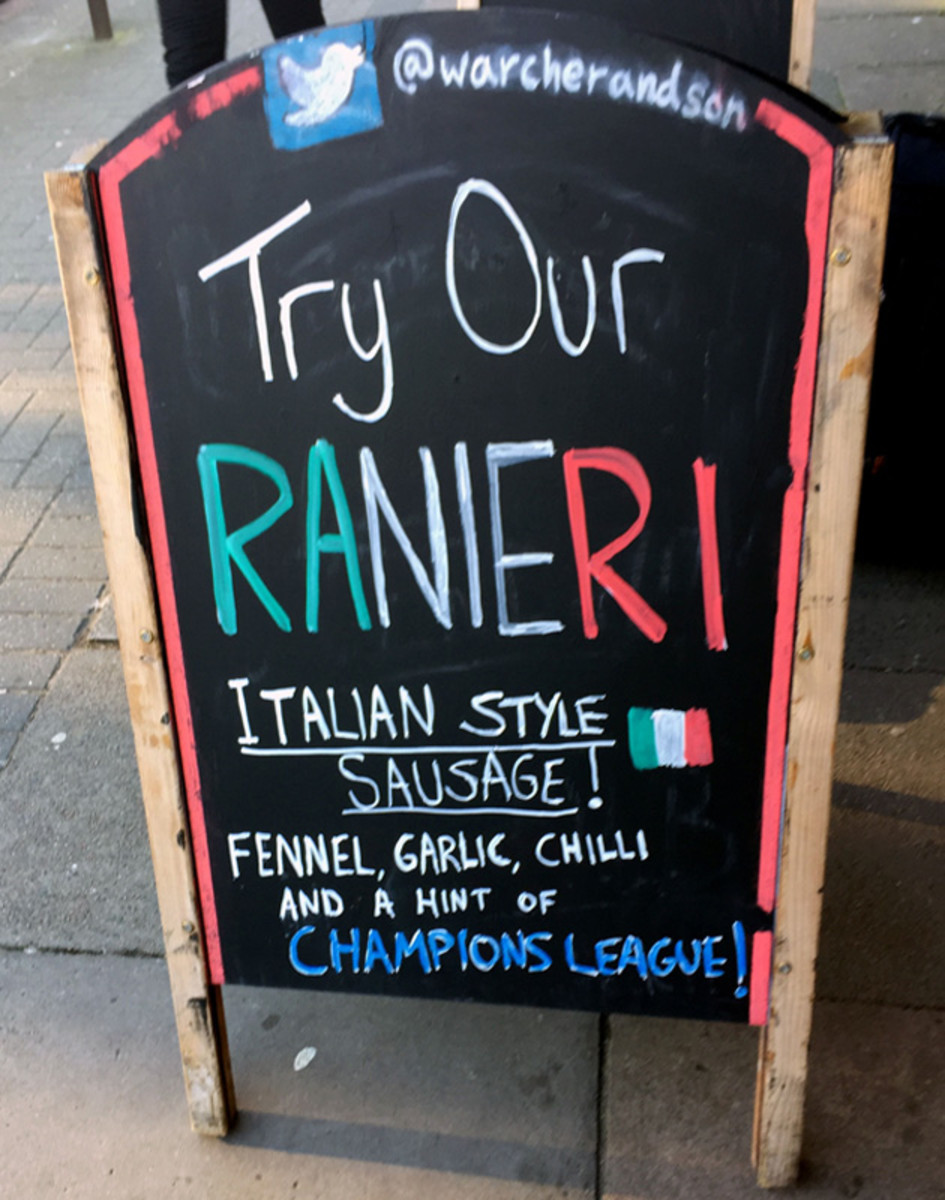 @warcherandson
Try Our
RANIERI
ITALIAN STYLE
SAUSAGE!
FENNEL, GARLIC, CHILLI
AND A HINT OF
CHAMPIONS LEAGUE!